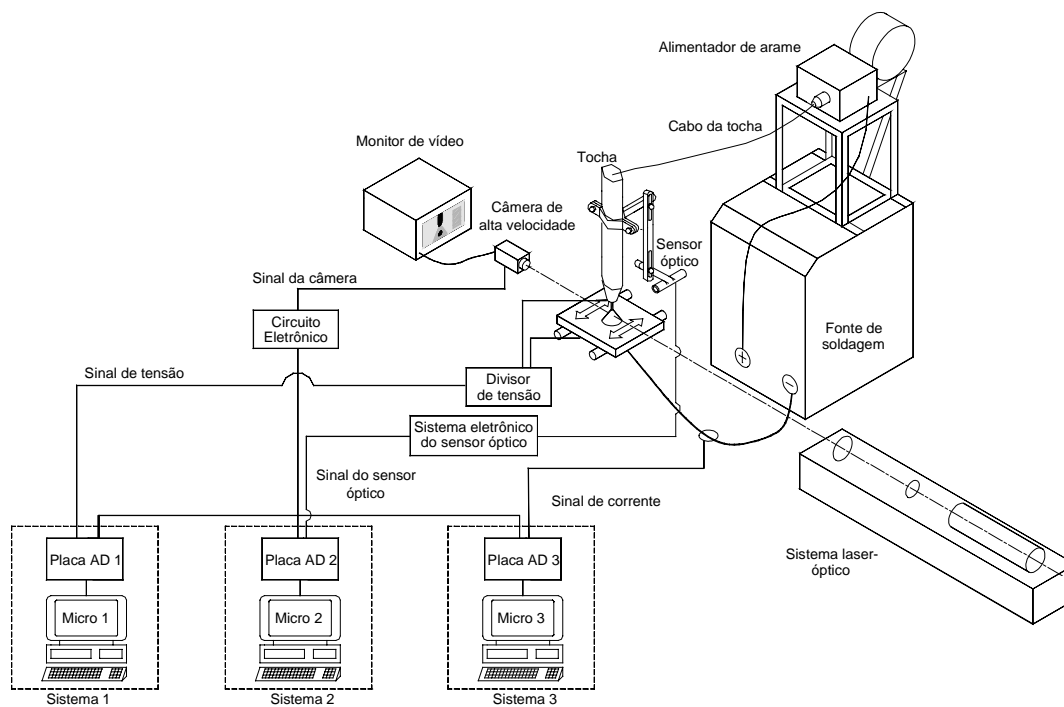 Alimentador de arame
Cabo da tocha
Monitor de vídeo
Tocha
Câmera de
alta velocidade
Sensor
óptico
Sinal da câmera
Circuito
Eletrônico
Fonte de
soldagem
+
−
Sinal de tensão
Divisor
de tensão
Sistema eletrônico
do sensor óptico
Sinal do sensor
óptico
Sinal de corrente
Sistema laser-
óptico
Placa AD 1
Placa AD 2
Placa AD 3
Micro 1
Micro 2
Micro 3
Sistema 1
Sistema 2
Sistema 3